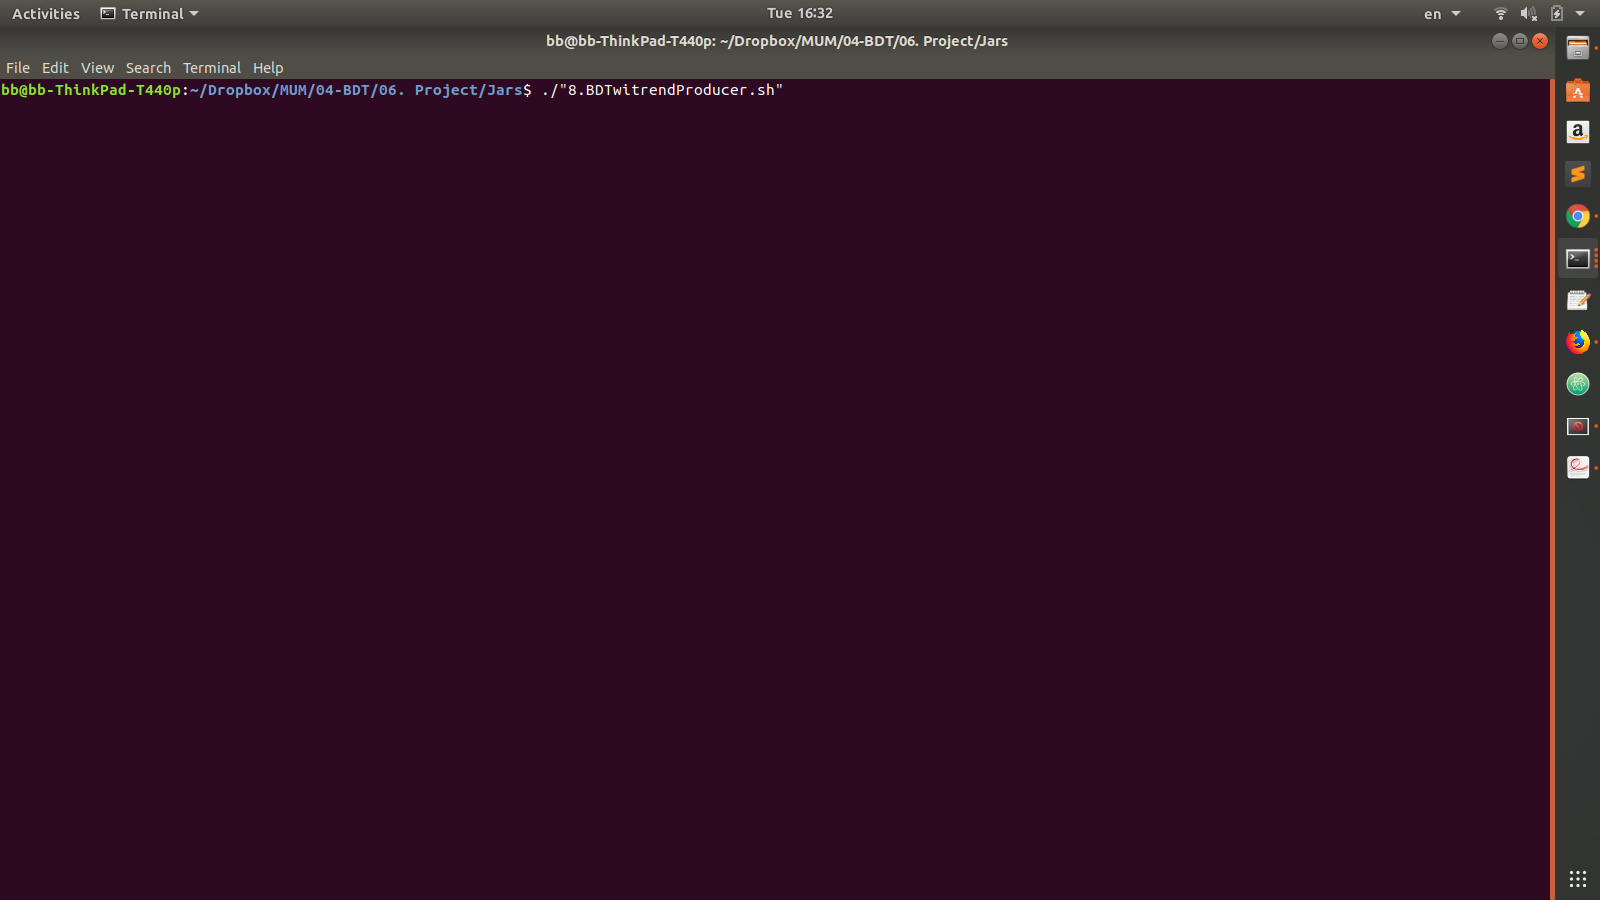 Activities Terminal Tue 16:32 en
bb@bb-ThinkPad-T440p: ~/Dropbox/MUM/04-BDT/06. Project/Jars
File Edit View Search Terminal Help
bb@bb-ThinkPad-T440p:~/Dropbox/MUM/04-BDT/06. Project/Jars$ ./"8.BDTwitrendProducer.sh"